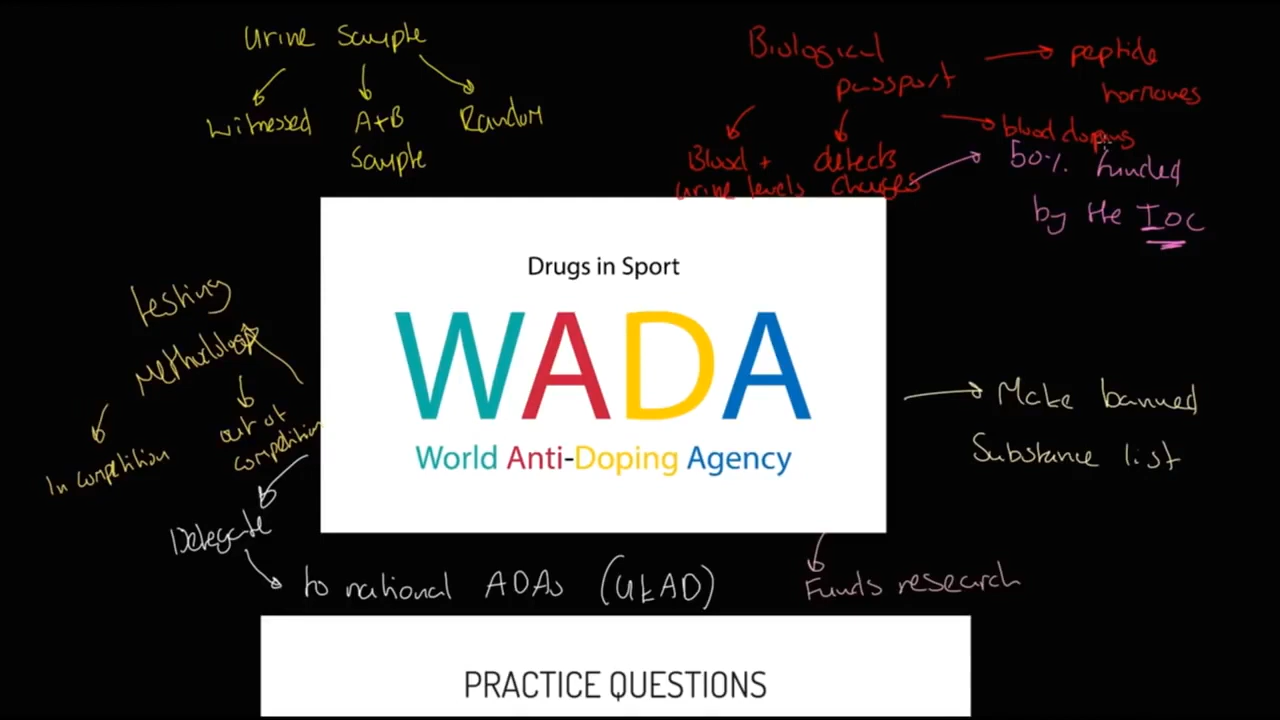 Urine Sample
Witnessed
A+B
Sample
Random
Biological
passport
peptide
hormones
blood doping
Blood +
urine levels
detects
changes
50% funded
by the IOC
Drugs in Sport
WADA
World Anti-Doping Agency
testing
Methodology
In competition
out of
competition
Delegate
to national ADAs (UKAD)
Make banned
Substance list
Funds research
PRACTICE QUESTIONS